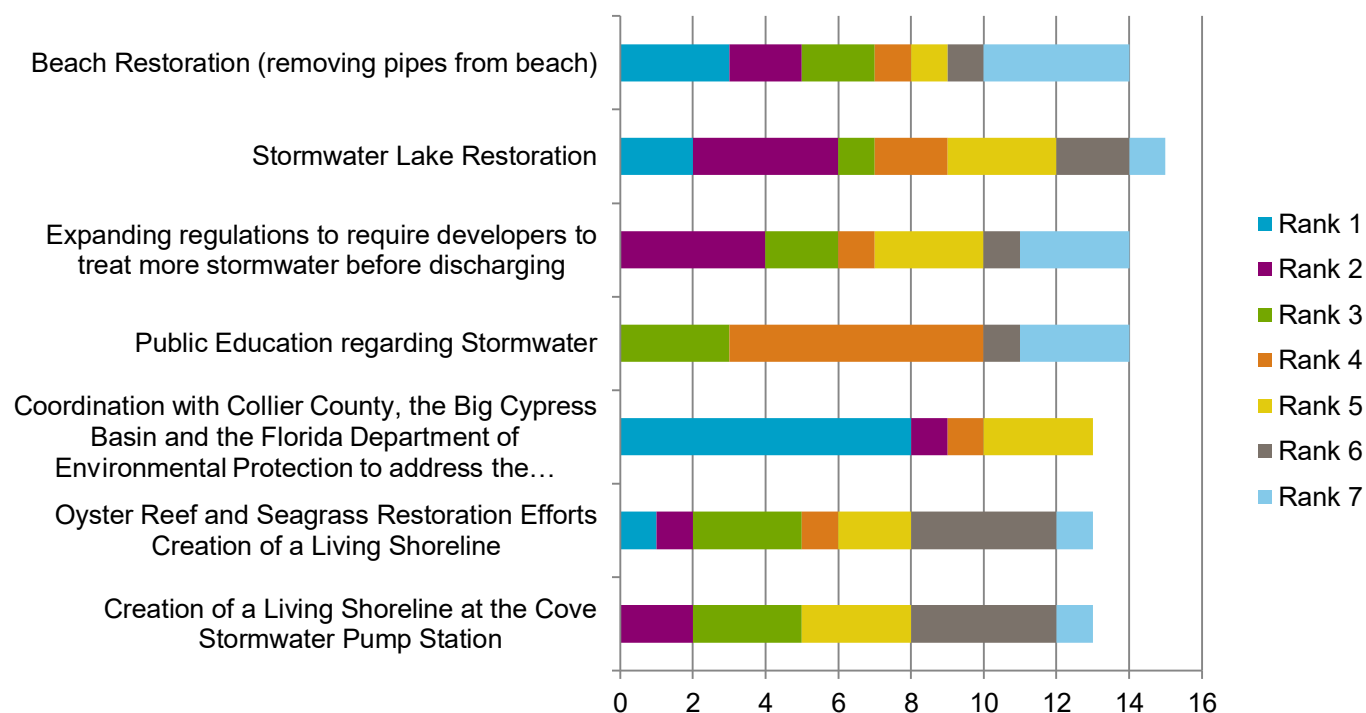 Beach Restoration (removing pipes from beach)
Stormwater Lake Restoration
Expanding regulations to require developers to
treat more stormwater before discharging
Public Education regarding Stormwater
Coordination with Collier County, the Big Cypress
Basin and the Florida Department of
Environmental Protection to address the…
Oyster Reef and Seagrass Restoration Efforts
Creation of a Living Shoreline
Creation of a Living Shoreline at the Cove
Stormwater Pump Station
0 2 4 6 8 10 12 14 16
Rank 1
Rank 2
Rank 3
Rank 4
Rank 5
Rank 6
Rank 7